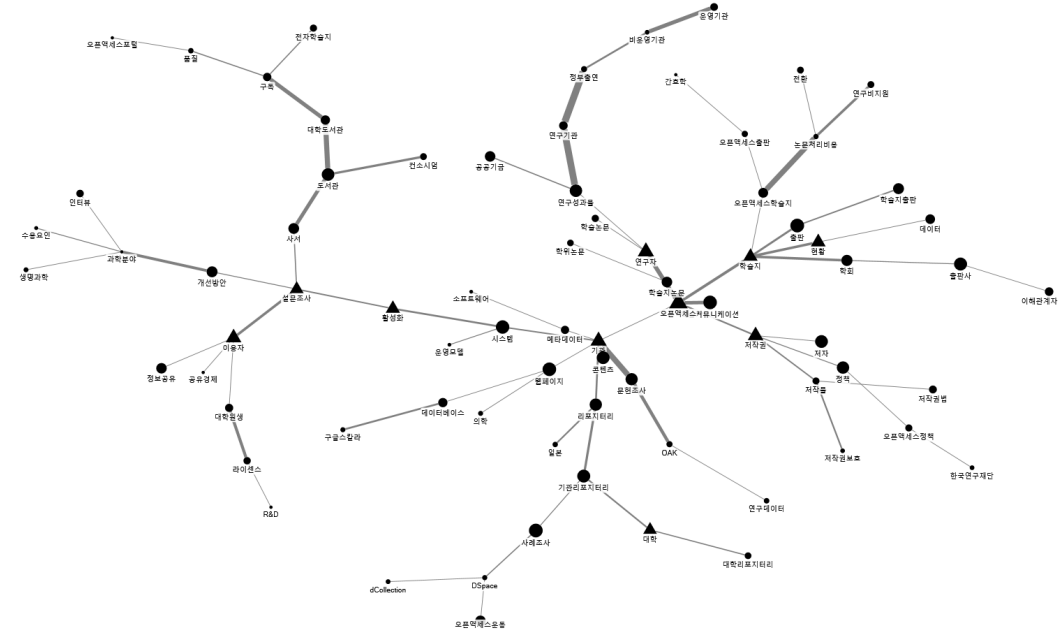 운영기관
비운영기관
전자학술지
오픈액세스포털
품질
구독
정부출연
간호학
전환
연구비지원
대학도서관
연구기관
오픈액세스출판
논문처리비용
컨소시엄
공공기금
도서관
연구성과물
오픈액세스학술지
학술지출판
인터뷰
학술논문
출판
데이터
사서
수용요인
과학분야
학위논문
연구자
현황
학술지
학회
출판사
생명과학
개선방안
학술지논문
설문조사
소프트웨어
오픈액세스커뮤니케이션
이해관계자
활성화
이용자
시스템
메타데이터
기관
저작권
저자
운영모델
콘텐츠
정보공유
공유경제
웹페이지
문헌조사
정책
저작물
저작권법
대학원생
데이터베이스
의학
리포지터리
구글스칼라
오픈액세스정책
일본
OAK
저작권보호
라이센스
한국연구재단
기관리포지터리
R&D
연구데이터
사례조사
대학
대학리포지터리
dCollection
DSpace
오픈액세스운동